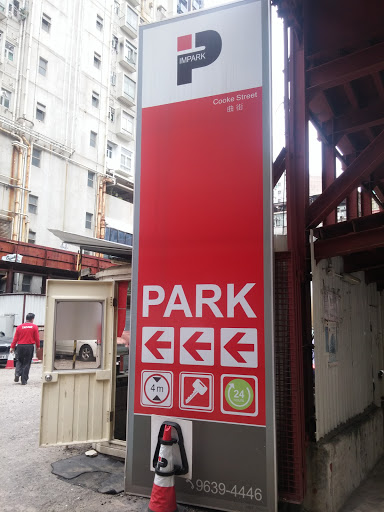 IMPARK
Cooke Street
曲街
PARK
4m
24
9639-4446